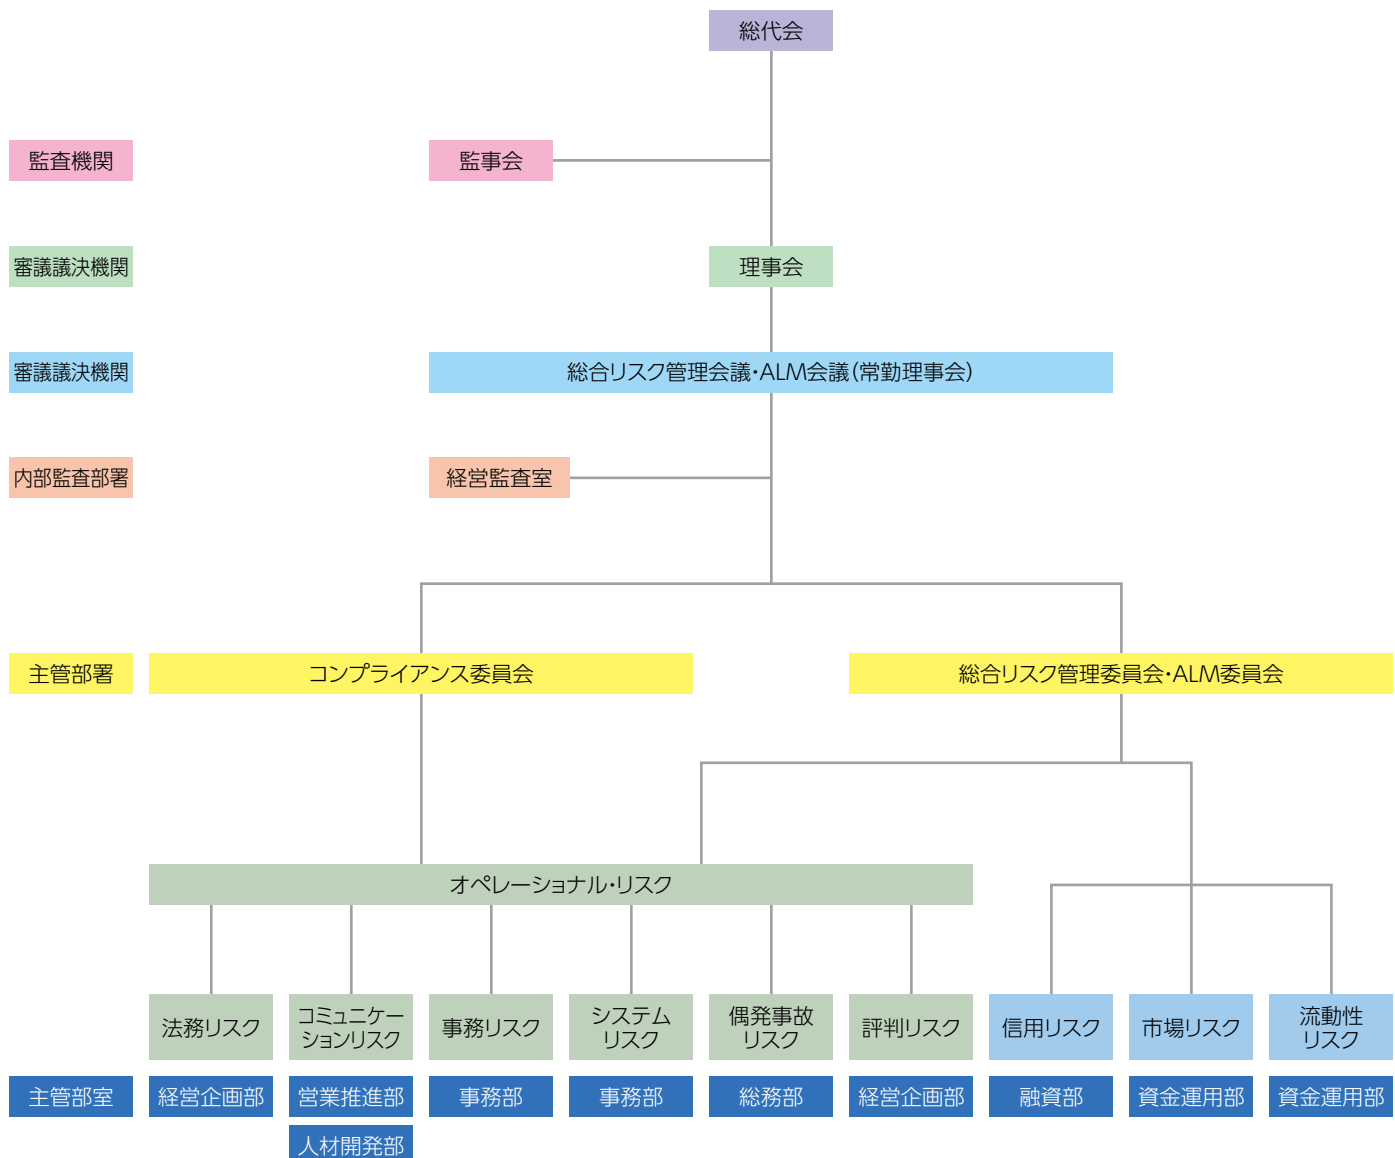 総代会
監査機関
監事会
審議議決機関
理事会
審議議決機関
総合リスク管理会議・ALM会議(常勤理事会)
内部監査部署
経営監査室
主管部署
コンプライアンス委員会
総合リスク管理委員会・ALM委員会
オペレーショナル・リスク
法務リスク
コミュニケー
ションリスク
事務リスク
システム
リスク
偶発事故
リスク
評判リスク
信用リスク
市場リスク
流動性
リスク
主管部室
経営企画部
営業推進部
事務部
事務部
総務部
経営企画部
融資部
資金運用部
資金運用部
人材開発部